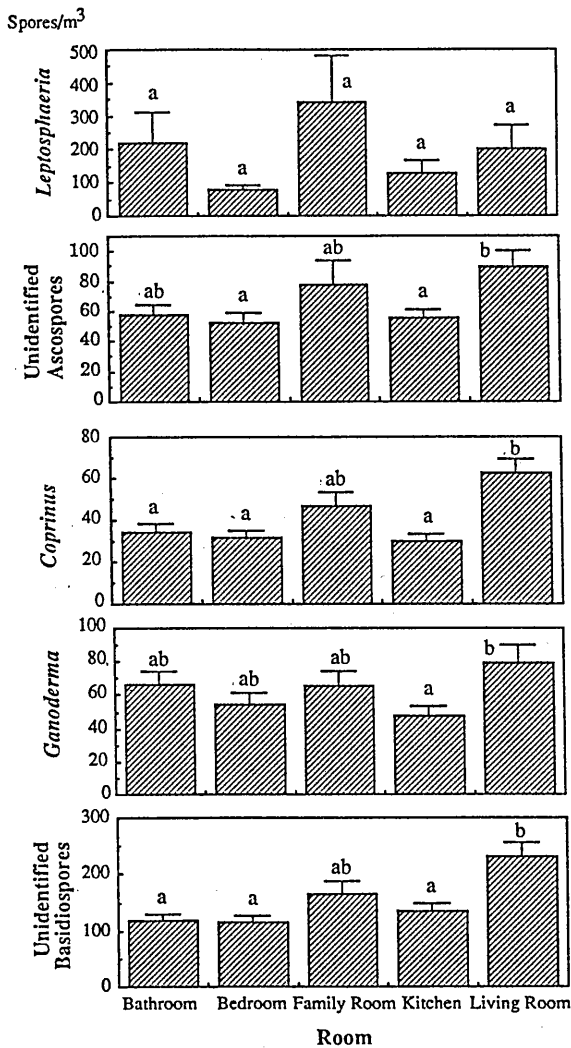 Spores/m³
Leptosphaeria
500
400
300
200
100
0
a
a
a
a
a
Unidentified
Ascospores
100
80
60
40
20
0
ab
a
ab
a
b
Coprinus
80
60
40
20
0
a
a
ab
a
b
Ganoderma
100
80
60
40
20
0
ab
ab
ab
a
b
Unidentified
Basidiospores
300
200
100
0
a
a
ab
a
b
Bathroom Bedroom Family Room Kitchen Living Room
Room